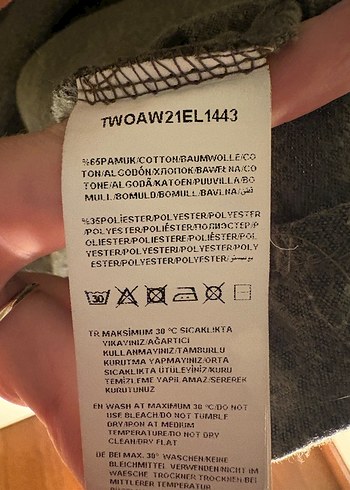 TWOAW21EL1443
%65PAMUK/COTTON/BAUMWOLLE/CO
TON/ALGODÓN/ХЛОПОК/BAWEŁNA/CO
TONE/ALGODÃ/KATOEN/PUUVILLA/BO
MULL/BOMULD/BOMULL/BAVLNA/قطن
%35POLİESTER/POLYESTER/POLYESTER
/POLYESTER/POLIÉSTER/ПОЛИЭСТЕР/P
OLIESTER/POLIESTERE/POLIÉSTER/POL
YESTER/POLYESTERI/POLYESTER/POLY
ESTER/POLYESTER/POLYESTER/بوليستر
30
TR MAKSİMUM 30 °C SICAKLIKTA
YIKAYINIZ/AĞARTICI
KULLANMAYINIZ/TAMBURLU
KURUTMA YAPMAYINIZ/ORTA
SICAKLIKTA ÜTÜLEYİNİZ/KURU
TEMİZLEME YAPILAMAZ/SEREREK
KURUTUNUZ
EN WASH AT MAXIMUM 30 °C/DO NOT
USE BLEACH/DO NOT TUMBLE
DRY/IRON AT MEDIUM
TEMPERATURE/DO NOT DRY
CLEAN/DRY FLAT
DE BEI MAX. 30° WASCHEN/KEINE
BLEICHMITTEL VERWENDEN/NICHT IM
WAESCHE TROCKNER TROCKNEN BEI
MITTLERER TEMPERATUR